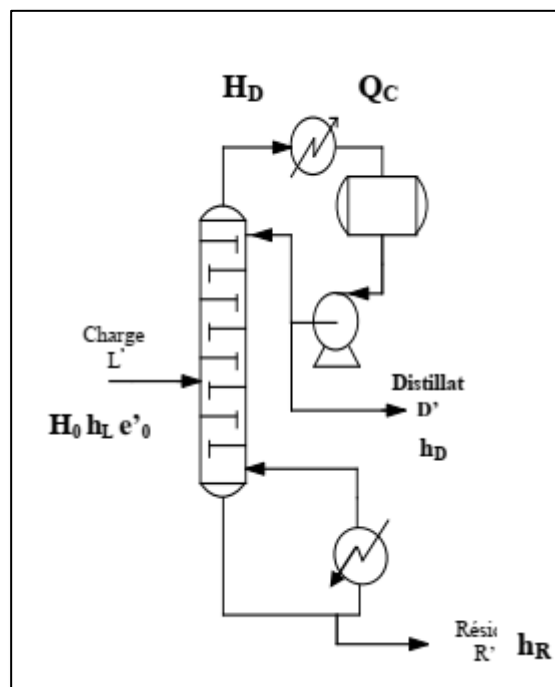 H_D Q_C
Charge
L'
H_0 h_L e'_0
Distillat
D'
h_D
R' h_R